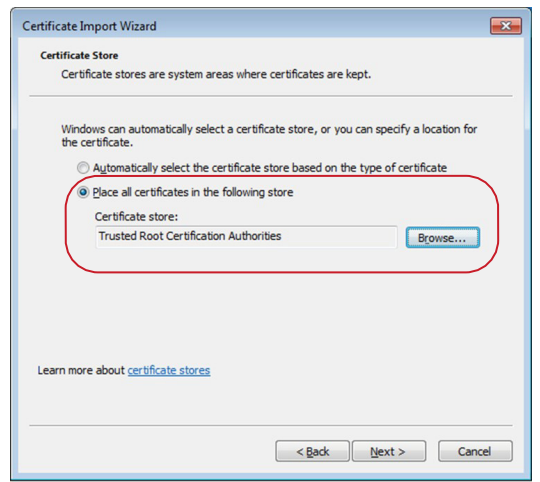 Certificate Import Wizard
Certificate Store
Certificate stores are system areas where certificates are kept.
Windows can automatically select a certificate store, or you can specify a location for
the certificate.
Automatically select the certificate store based on the type of certificate
Place all certificates in the following store
Certificate store:
Trusted Root Certification Authorities
Browse...
Learn more about certificate stores
< Back
Next >
Cancel